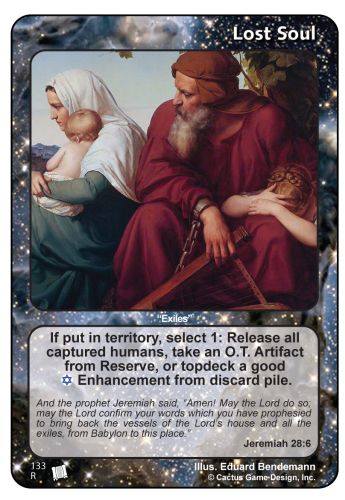 Lost Soul
"Exiles"
If put in territory, select 1: Release all
captured humans, take an O.T. Artifact
from Reserve, or topdeck a good
✡ Enhancement from discard pile.
And the prophet Jeremiah said, "Amen! May the Lord do so;
may the Lord confirm your words which you have prophesied
to bring back the vessels of the Lord's house and all the
exiles, from Babylon to this place."
Jeremiah 28:6
133
R
Illus. Eduard Bendemann
© Cactus Game-Design, Inc.